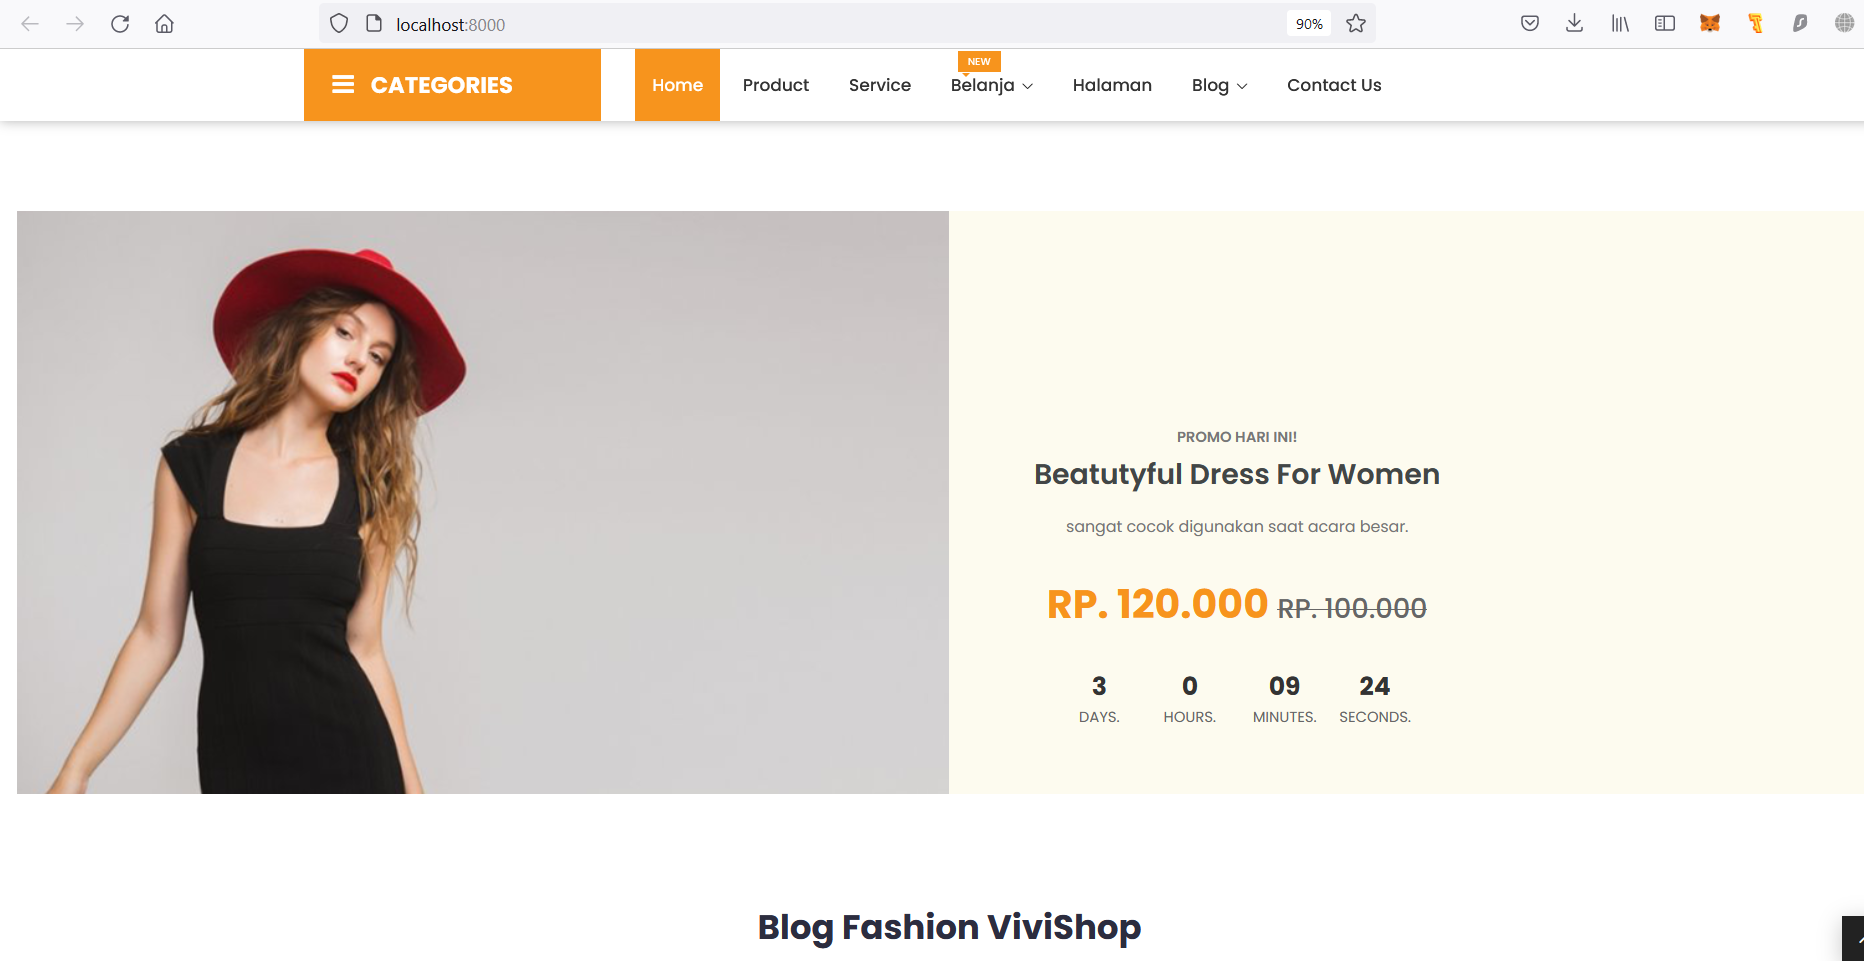 localhost:8000
90%
CATEGORIES
Home
Product
Service
NEW
Belanja
Halaman
Blog
Contact Us
PROMO HARI INI!
Beatutyful Dress For Women
sangat cocok digunakan saat acara besar.
RP. 120.000 RP. 100.000
3 0 09 24
DAYS. HOURS. MINUTES. SECONDS.
Blog Fashion ViviShop